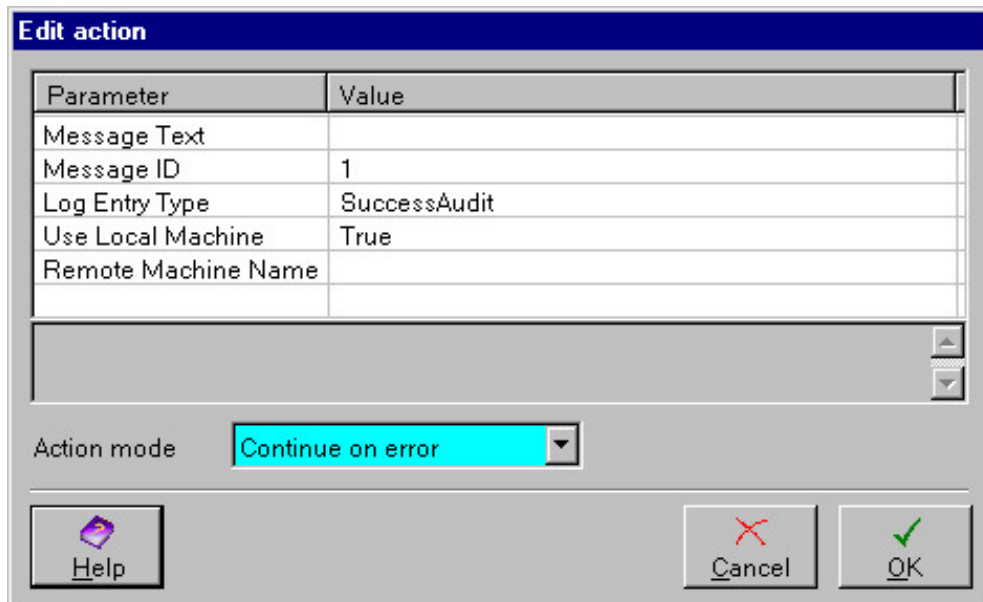 Edit action
Parameter Value
Message Text
Message ID 1
Log Entry Type SuccessAudit
Use Local Machine True
Remote Machine Name
Action mode Continue on error
Help Cancel OK